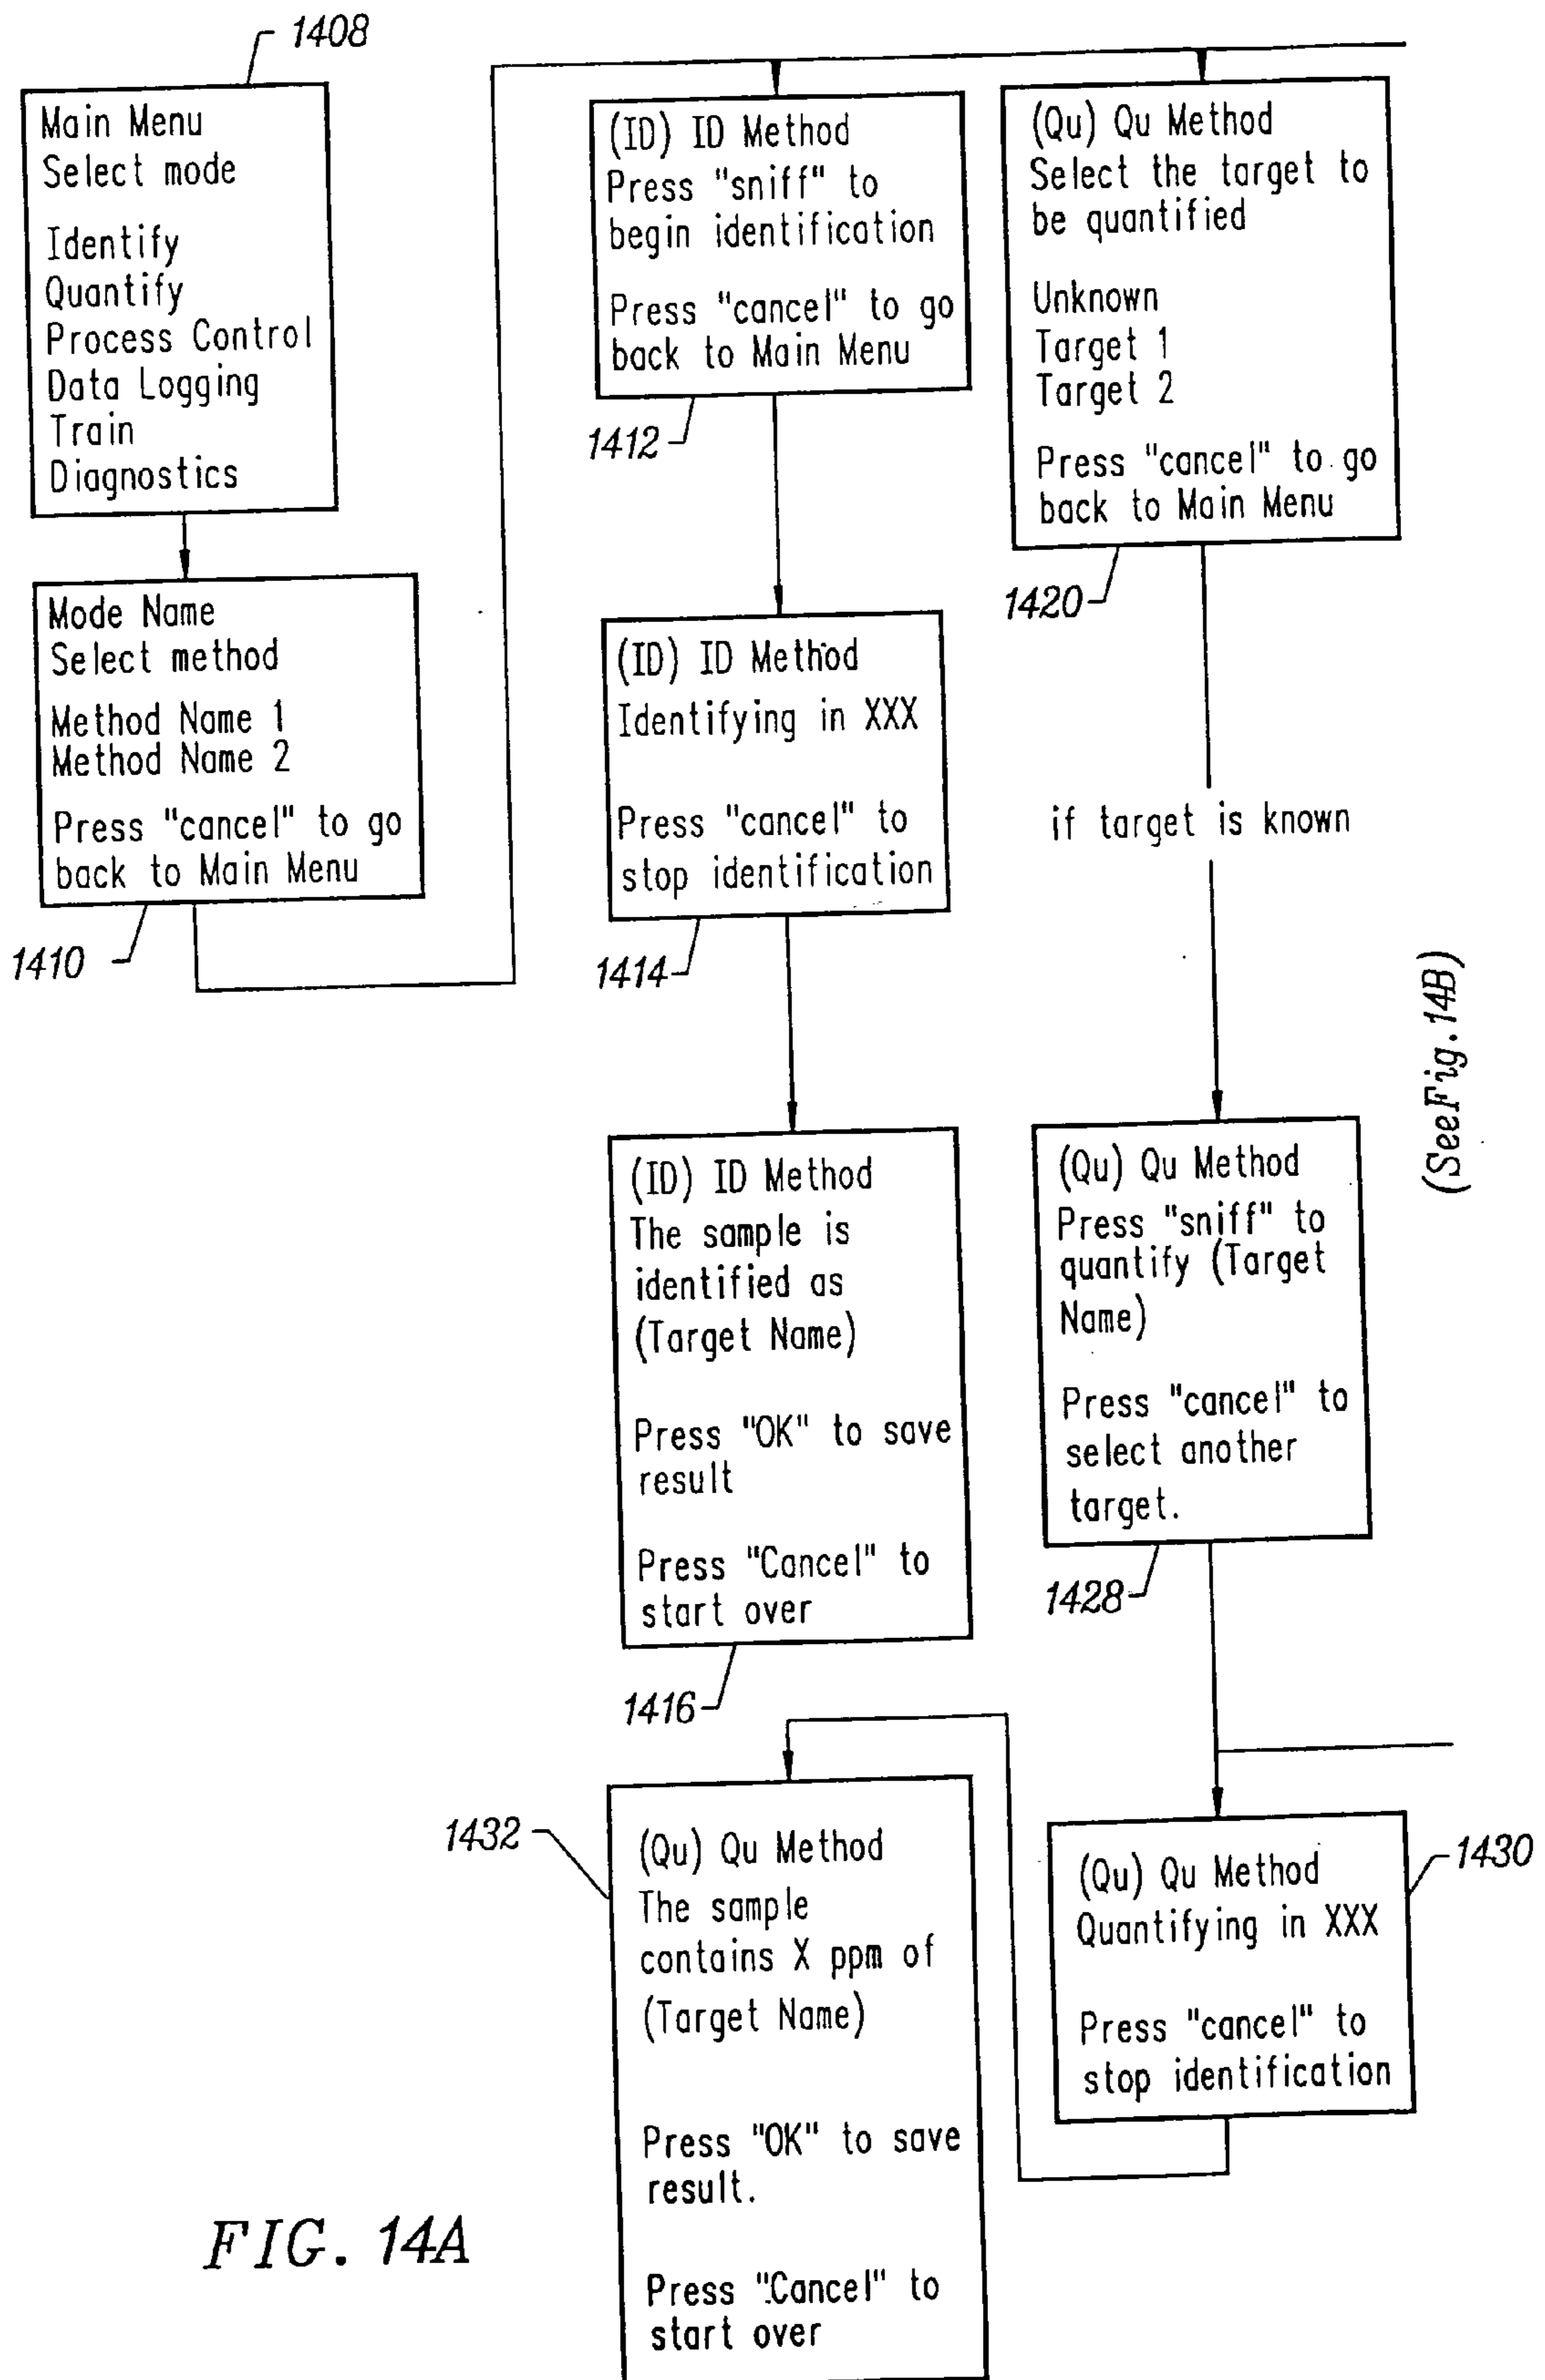 1408
Main Menu
Select mode
Identify
Quantify
Process Control
Data Logging
Train
Diagnostics
Mode Name
Select method
Method Name 1
Method Name 2
Press "cancel" to go
back to Main Menu
1410
(ID) ID Method
Press "sniff" to
begin identification
Press "cancel" to go
back to Main Menu
1412
(ID) ID Method
Identifying in XXX
Press "cancel" to
stop identification
1414
(ID) ID Method
The sample is
identified as
(Target Name)
Press "OK" to save
result
Press "Cancel" to
start over
1416
(Qu) Qu Method
Select the target to
be quantified
Unknown
Target 1
Target 2
Press "cancel" to go
back to Main Menu
1420
if target is known
(Qu) Qu Method
Press "sniff" to
quantify (Target
Name)
Press "cancel" to
select another
target.
1428
(Qu) Qu Method
Quantifying in XXX
Press "cancel" to
stop identification
1430
1432
(Qu) Qu Method
The sample
contains X ppm of
(Target Name)
Press "OK" to save
result.
Press "Cancel" to
start over
(See Fig. 14B)
FIG. 14A